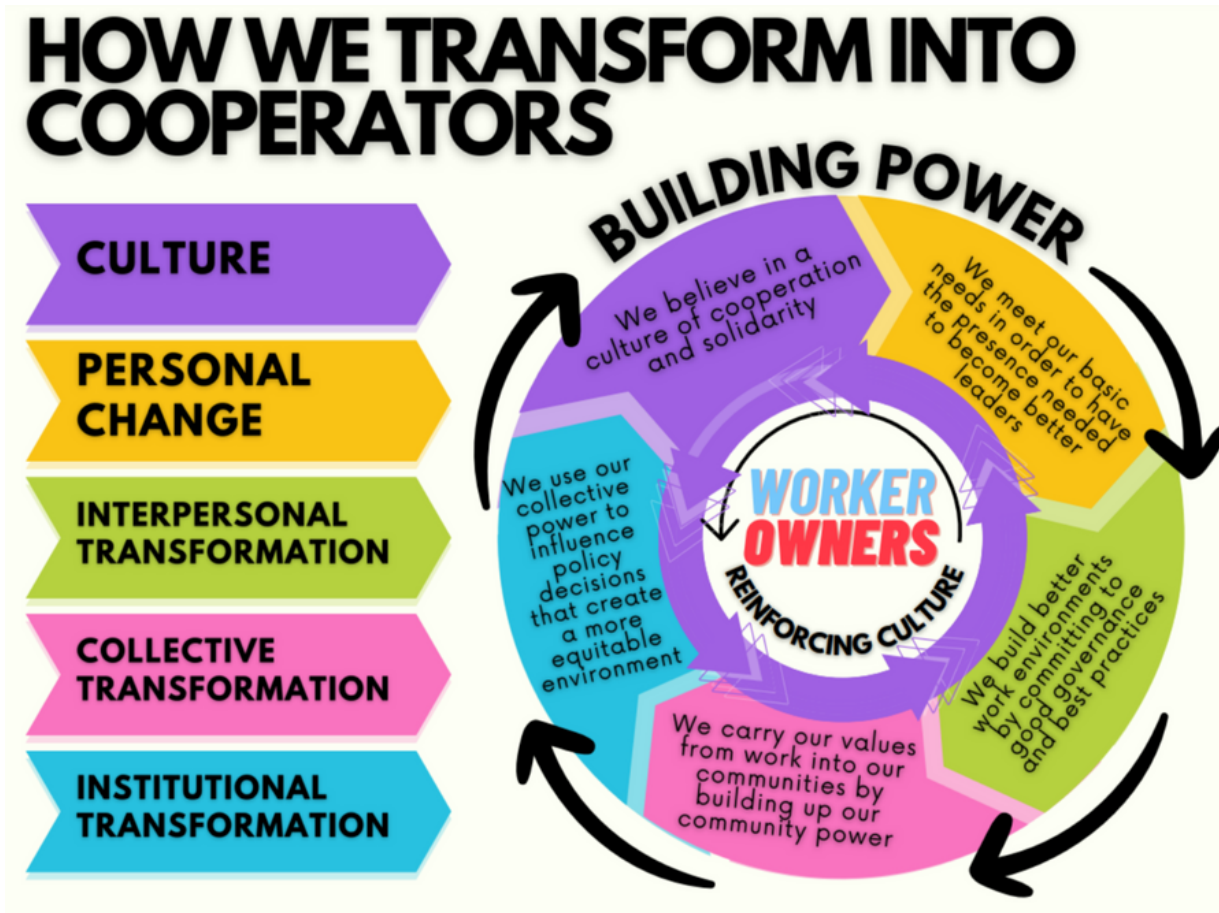 HOW WE TRANSFORM INTO
COOPERATORS
CULTURE
PERSONAL
CHANGE
INTERPERSONAL
TRANSFORMATION
COLLECTIVE
TRANSFORMATION
INSTITUTIONAL
TRANSFORMATION
BUILDING POWER
We believe in a
culture of cooperation
and solidarity
We meet our basic
needs in order to have
the presence needed
to become better
leaders
We build better
work environments
by committing to
good governance
and best practices
We carry our values
from work into our
communities by
building up our
community power
We use our
collective
power to
influence
policy
decisions
that create
a more
equitable
environment
WORKER
OWNERS
REINFORCING CULTURE